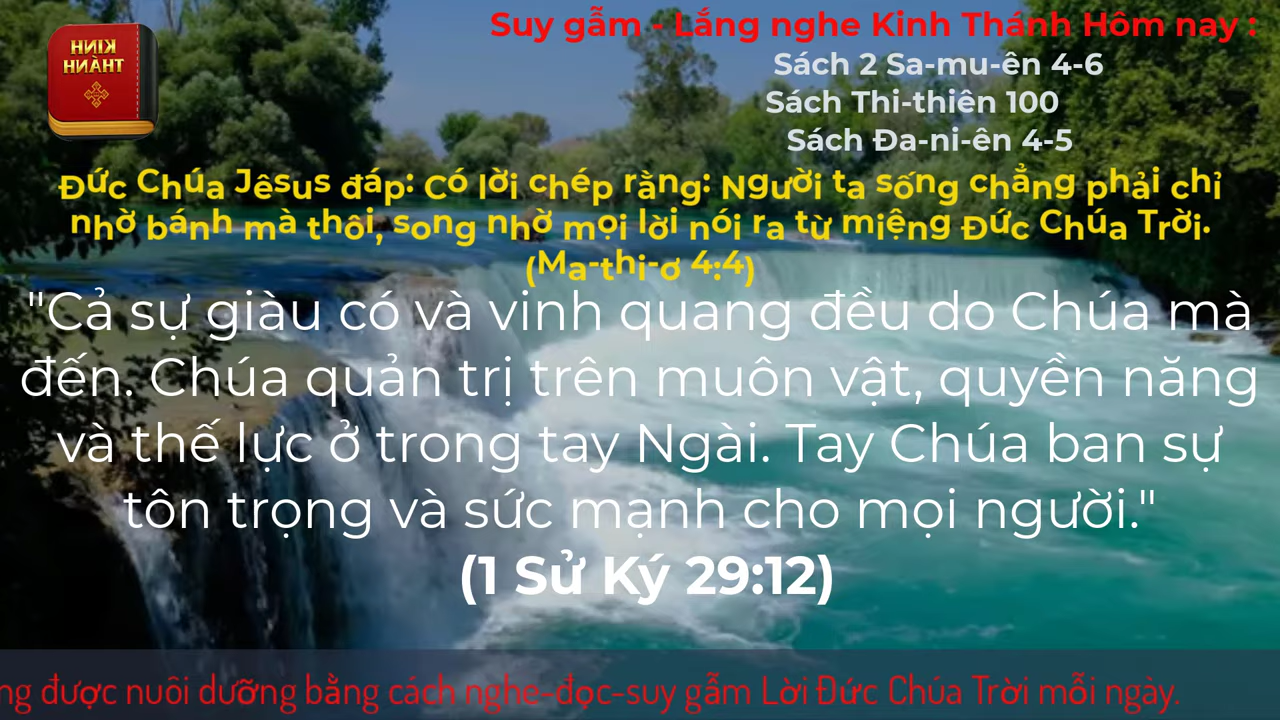 KINH
THÁNH
Suy gẫm - Lắng nghe Kinh Thánh Hôm nay :
Sách 2 Sa-mu-ên 4-6
Sách Thi-thiên 100
Sách Đa-ni-ên 4-5
Đức Chúa Jêsus đáp: Có lời chép rằng: Người ta sống chẳng phải chỉ
nhờ bánh mà thôi, song nhờ mọi lời nói ra từ miệng Đức Chúa Trời.
(Ma-thi-ơ 4:4)
"Cả sự giàu có và vinh quang đều do Chúa mà
đến. Chúa quản trị trên muôn vật, quyền năng
và thế lực ở trong tay Ngài. Tay Chúa ban sự
tôn trọng và sức mạnh cho mọi người."
(1 Sử Ký 29:12)
được nuôi dưỡng bằng cách nghe-đọc-suy gẫm Lời Đức Chúa Trời mỗi ngày.